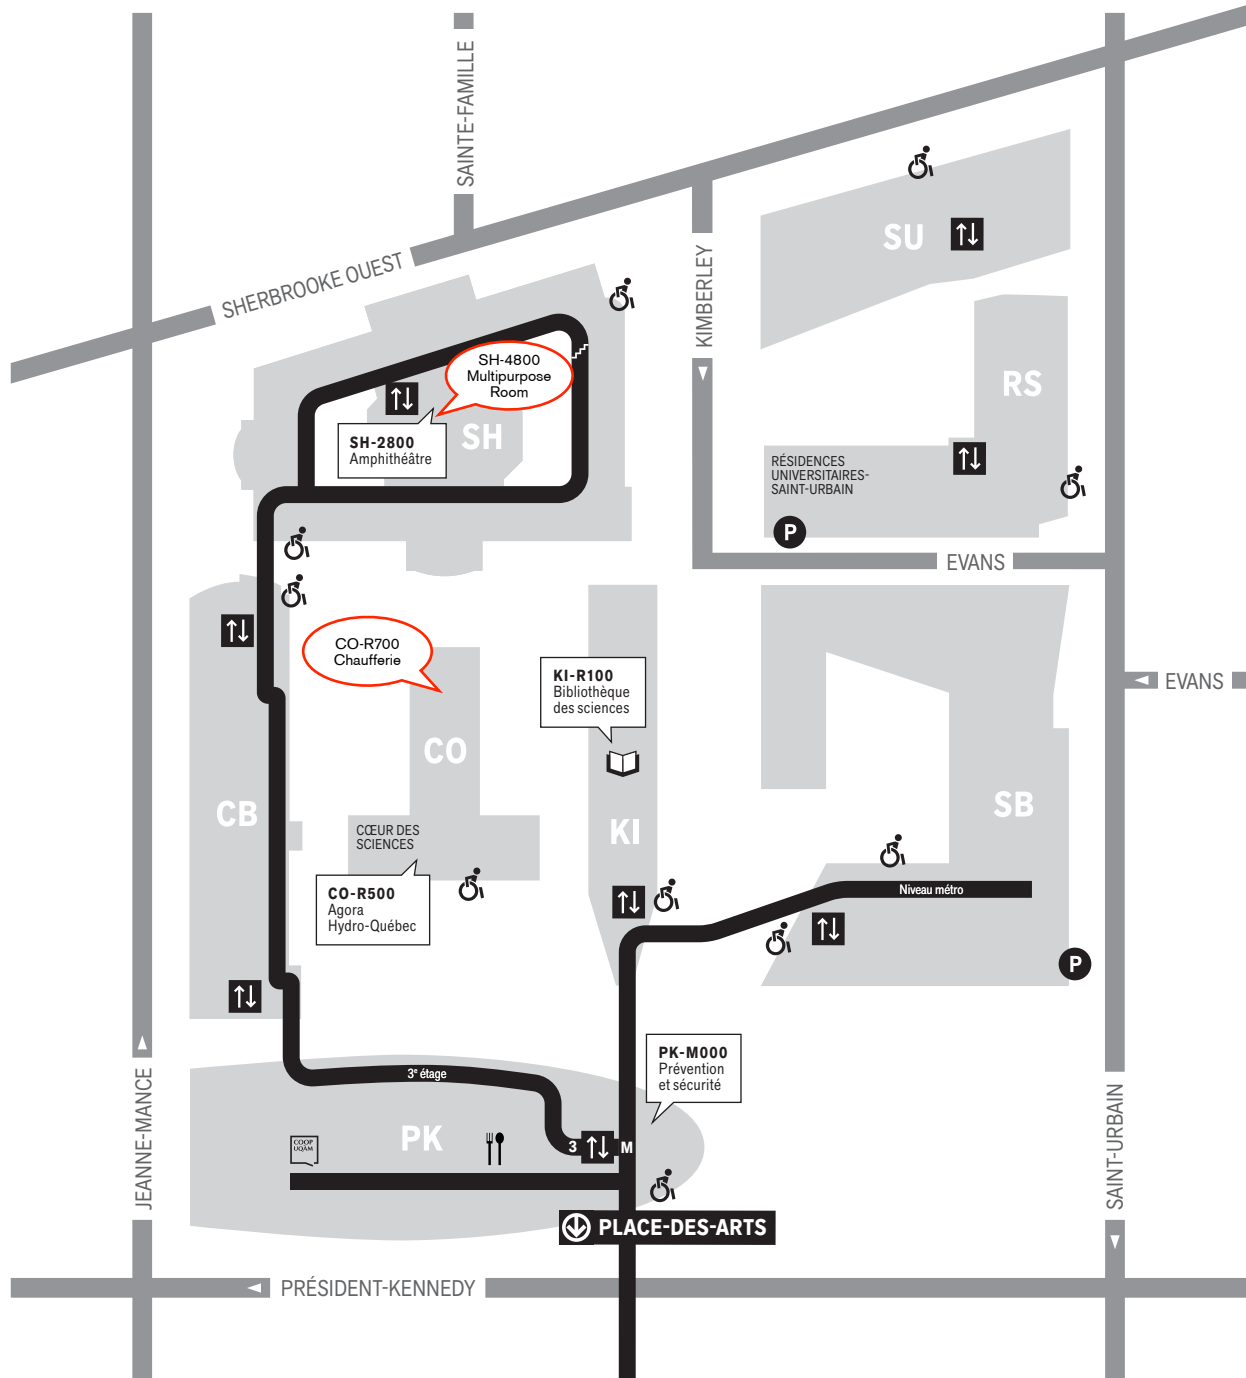 SAINTE-FAMILLE
SHERBROOKE OUEST
KIMBERLEY
SU
SH-4800
Multipurpose
Room
RS
SH-2800
Amphithéâtre
SH
RÉSIDENCES
UNIVERSITAIRES-
SAINT-URBAIN
P
EVANS
CO-R700
Chaufferie
KI-R100
Bibliothèque
des sciences
EVANS
CO
CB
SB
CŒUR DES
SCIENCES
KI
CO-R500
Agora
Hydro-Québec
Niveau métro
P
PK-M000
Prévention
et sécurité
3e étage
JEANNE-MANCE
SAINT-URBAIN
COOP
UQÀM
PK
3
M
PLACE-DES-ARTS
PRÉSIDENT-KENNEDY